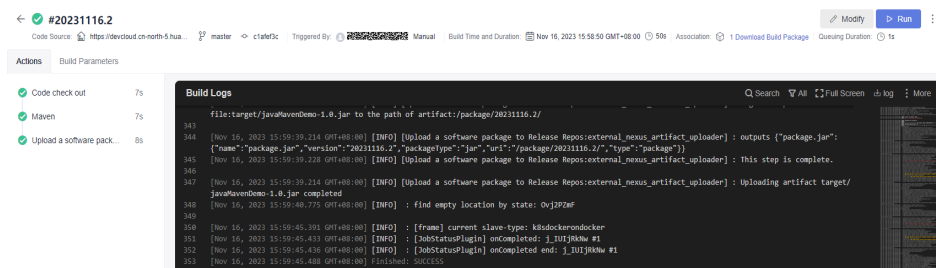 #20231116.2
Modify
Run
Code Source: https://devcloud.cn-north-5.hua... master c1afef3c Triggered By: Manual Build Time and Duration: Nov 16, 2023 15:58:50 GMT+08:00 50s Association: 1 Download Build Package Queuing Duration: 1s
Actions Build Parameters
Code check out 7s
Maven 7s
Upload a software pack... 8s
Build Logs Search All Full Screen log More
file:target/javaMavenDemo-1.0.jar to the path of artifact:/package/20231116.2/
343
344 [Nov 16, 2023 15:59:39.214 GMT+08:00] [INFO] [Upload a software package to Release Repos:external_nexus_artifact_uploader] : outputs {"package.jar":
{"name":"package.jar","version":"20231116.2","packageType":"jar","uri":"/package/20231116.2/","type":"package"}}
345 [Nov 16, 2023 15:59:39.228 GMT+08:00] [INFO] [Upload a software package to Release Repos:external_nexus_artifact_uploader] : This step is complete.
346
347 [Nov 16, 2023 15:59:39.214 GMT+08:00] [INFO] [Upload a software package to Release Repos:external_nexus_artifact_uploader] : Uploading artifact target/
javaMavenDemo-1.0.jar completed
348 [Nov 16, 2023 15:59:40.775 GMT+08:00] [INFO] : find empty location by state: Ovj2PZmF
349
350 [Nov 16, 2023 15:59:45.391 GMT+08:00] [INFO] : [frame] current slave-type: k8sdockerondocker
351 [Nov 16, 2023 15:59:45.433 GMT+08:00] [INFO] : [JobStatusPlugin] onCompleted: j_IUIjRkNw #1
352 [Nov 16, 2023 15:59:45.436 GMT+08:00] [INFO] : [JobStatusPlugin] onCompleted end: j_IUIjRkNw #1
353 [Nov 16, 2023 15:59:45.488 GMT+08:00] Finished: SUCCESS